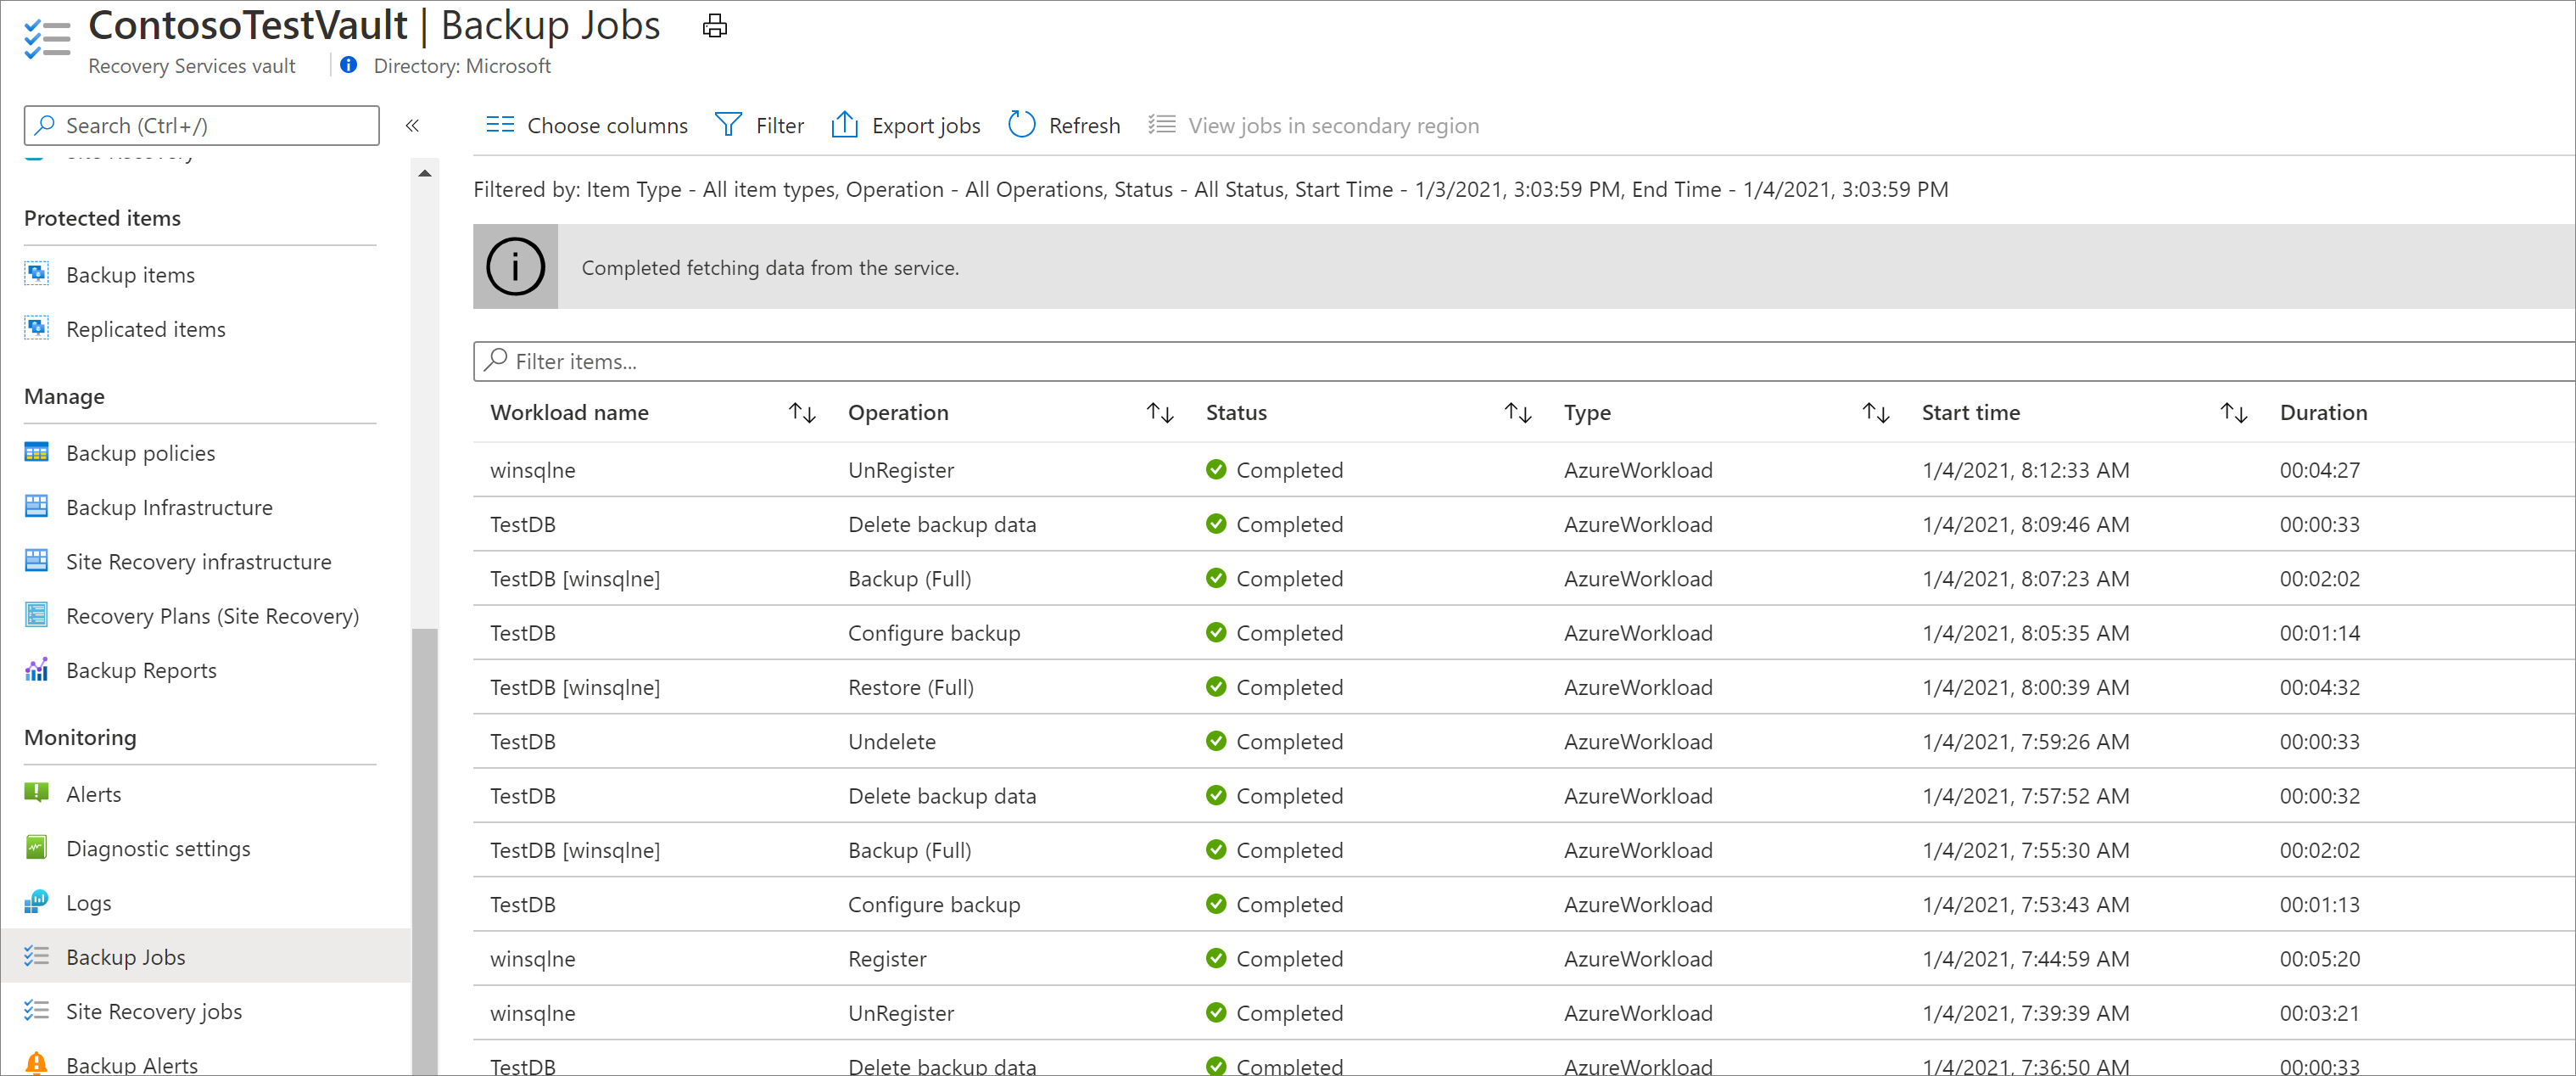 ContosoTestVault | Backup Jobs
Recovery Services vault
Directory: Microsoft
Search (Ctrl+/)
«
Choose columns
Filter
Export jobs
Refresh
View jobs in secondary region
Site Recovery
Protected items
Backup items
Replicated items
Manage
Backup policies
Backup Infrastructure
Site Recovery infrastructure
Recovery Plans (Site Recovery)
Backup Reports
Monitoring
Alerts
Diagnostic settings
Logs
Backup Jobs
Site Recovery jobs
Backup Alerts
Filtered by: Item Type - All item types, Operation - All Operations, Status - All Status, Start Time - 1/3/2021, 3:03:59 PM, End Time - 1/4/2021, 3:03:59 PM
Completed fetching data from the service.
Filter items...
Workload name Operation Status Type Start time Duration
winsqlne UnRegister Completed AzureWorkload 1/4/2021, 8:12:33 AM 00:04:27
TestDB Delete backup data Completed AzureWorkload 1/4/2021, 8:09:46 AM 00:00:33
TestDB [winsqlne] Backup (Full) Completed AzureWorkload 1/4/2021, 8:07:23 AM 00:02:02
TestDB Configure backup Completed AzureWorkload 1/4/2021, 8:05:35 AM 00:01:14
TestDB [winsqlne] Restore (Full) Completed AzureWorkload 1/4/2021, 8:00:39 AM 00:04:32
TestDB Undelete Completed AzureWorkload 1/4/2021, 7:59:26 AM 00:00:33
TestDB Delete backup data Completed AzureWorkload 1/4/2021, 7:57:52 AM 00:00:32
TestDB [winsqlne] Backup (Full) Completed AzureWorkload 1/4/2021, 7:55:30 AM 00:02:02
TestDB Configure backup Completed AzureWorkload 1/4/2021, 7:53:43 AM 00:01:13
winsqlne Register Completed AzureWorkload 1/4/2021, 7:44:59 AM 00:05:20
winsqlne UnRegister Completed AzureWorkload 1/4/2021, 7:39:39 AM 00:03:21
TestDB Delete backup data Completed AzureWorkload 1/4/2021, 7:36:50 AM 00:00:33